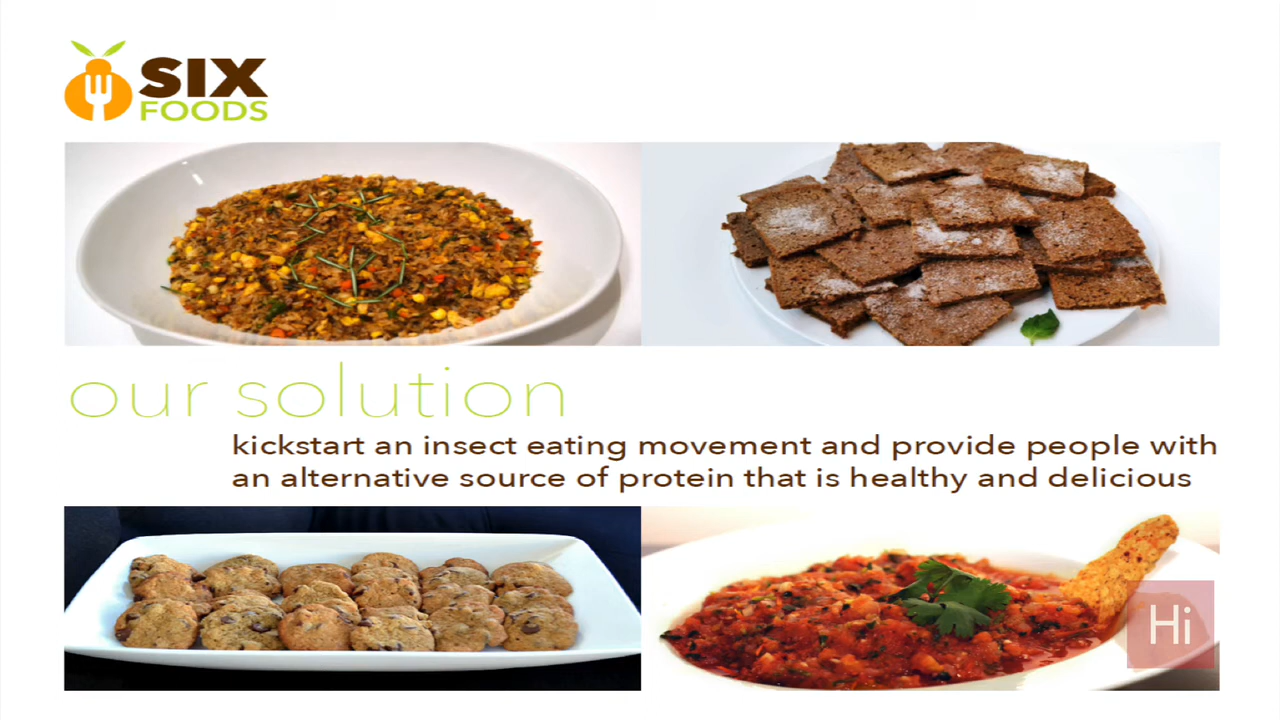 SIX
FOODS
our solution
kickstart an insect eating movement and provide people with
an alternative source of protein that is healthy and delicious
Hi